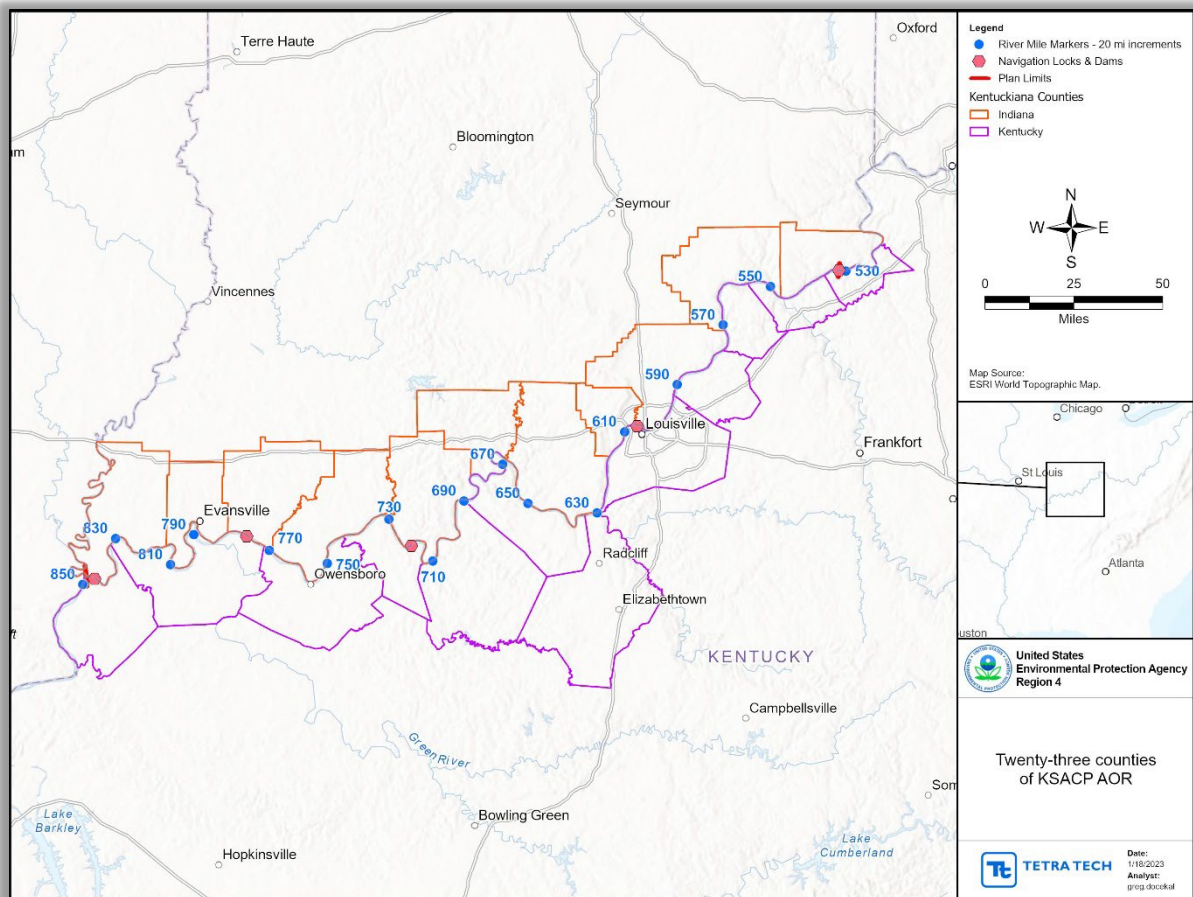 Oxford
Terre Haute
Bloomington
Seymour
Vincennes
550
530
570
590
610
Louisville
Frankfort
670
690
650
630
730
Evansville
790
830
810
770
750
710
850
Owensboro
Radcliff
Elizabethtown
KENTUCKY
Campbellsville
Green River
Som
Bowling Green
Lake
Barkley
Lake
Cumberland
Hopkinsville
Legend
River Mile Markers - 20 mi increments
Navigation Locks & Dams
Plan Limits
Kentuckiana Counties
Indiana
Kentucky
N
W E
S
0 25 50
Miles
Map Source:
ESRI World Topographic Map.
Chicago
St Louis
Atlanta
uston
United States
Environmental Protection Agency
Region 4
Twenty-three counties
of KSACP AOR
Tt TETRA TECH
Date:
1/18/2023
Analyst:
greg.docekal